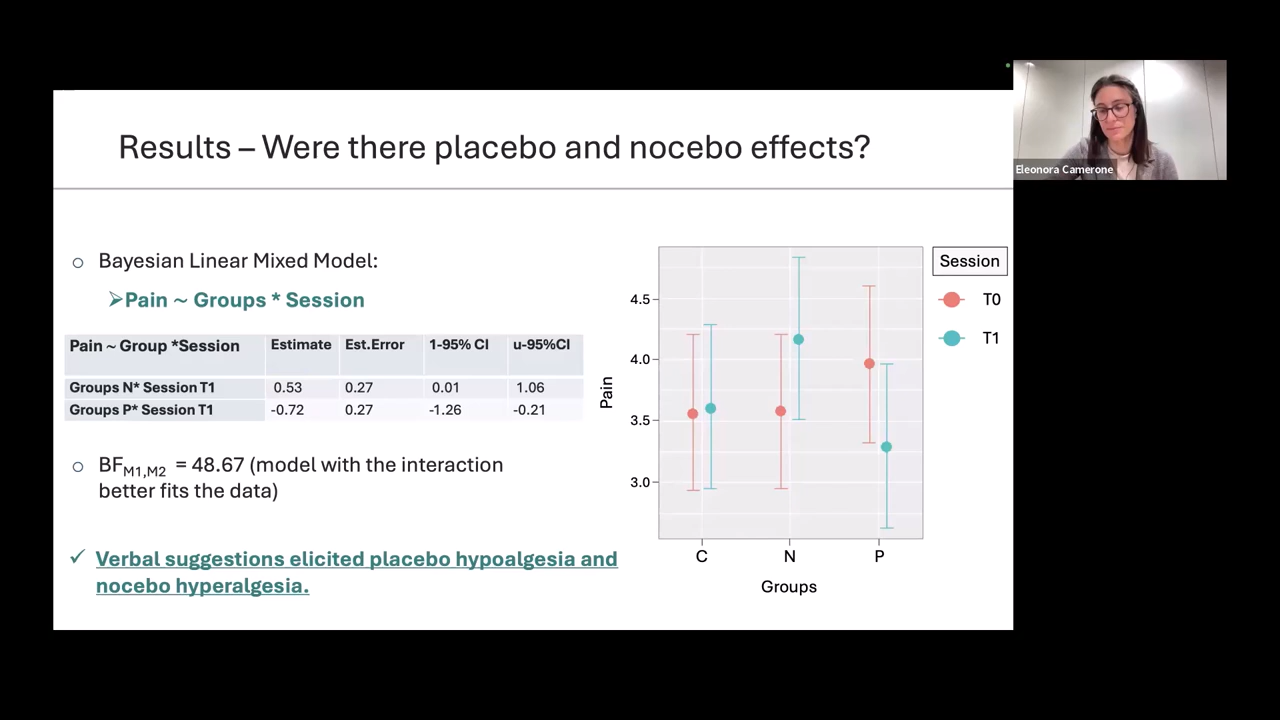 Results – Were there placebo and nocebo effects?
Eleonora Camerone
Bayesian Linear Mixed Model:
Pain ~ Groups * Session
Pain ~ Group *Session Estimate Est.Error 1-95% CI u-95%CI
Groups N* Session T1 0.53 0.27 0.01 1.06
Groups P* Session T1 -0.72 0.27 -1.26 -0.21
BF M1,M2 = 48.67 (model with the interaction
better fits the data)
Verbal suggestions elicited placebo hypoalgesia and
nocebo hyperalgesia.
Session
T0
T1
Pain
4.5
4.0
3.5
3.0
C N P
Groups